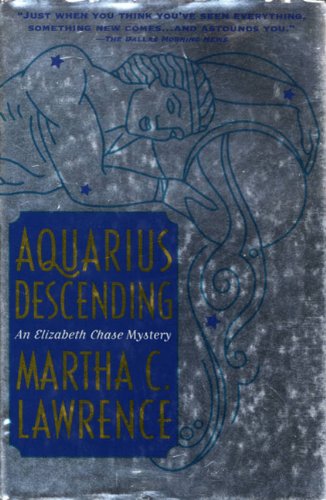 "JUST WHEN YOU THINK YOU'VE SEEN EVERYTHING,
SOMETHING NEW COMES...AND ASTOUNDS YOU."
—THE DALLAS MORNING NEWS
AQUARIUS
DESCENDING
An Elizabeth Chase Mystery
MARTHA C.
LAWRENCE